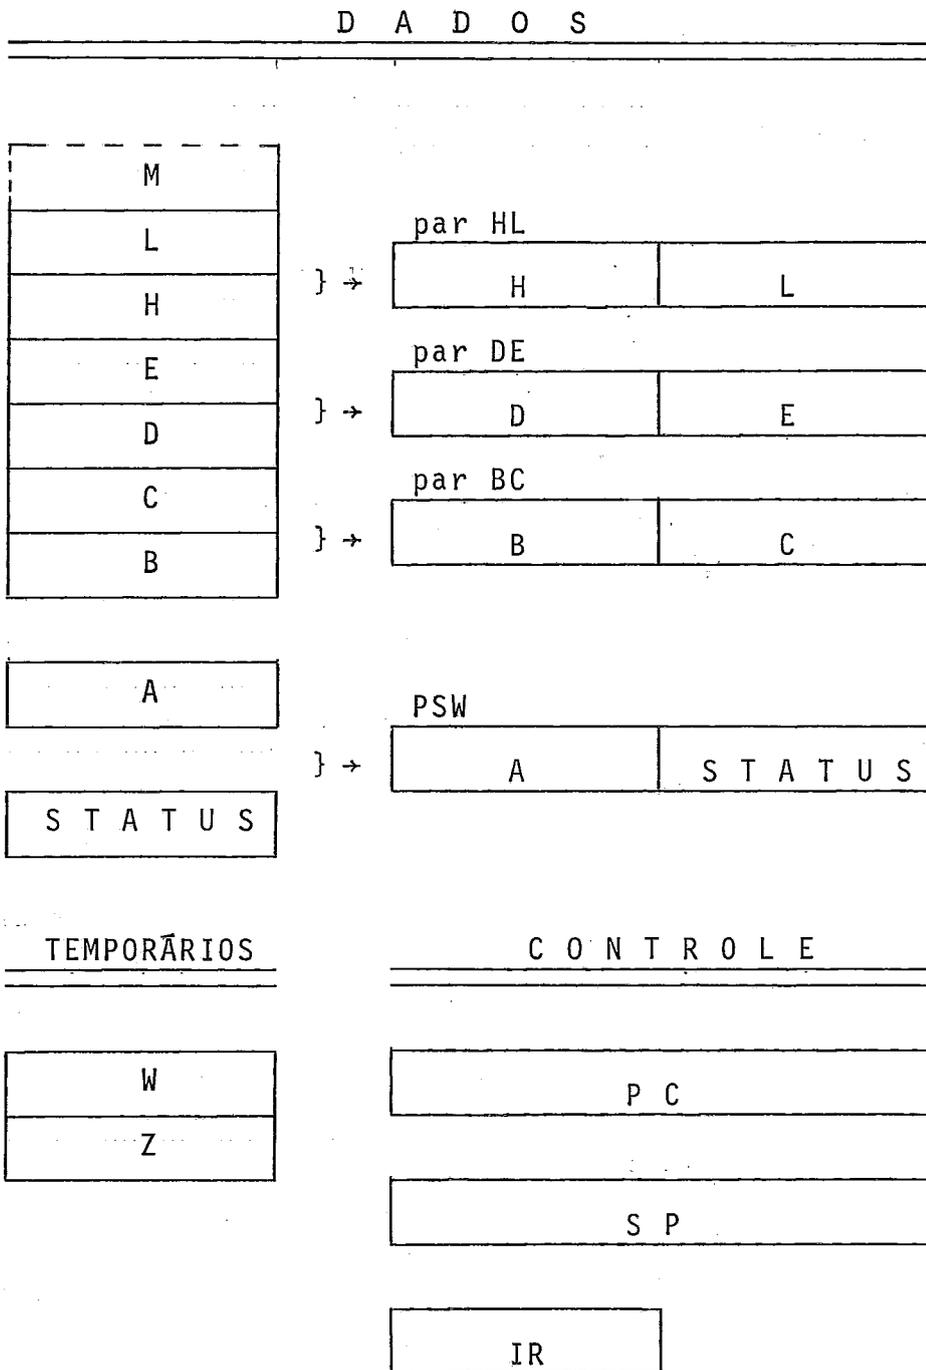 D A D O S
M
L
H
E
D
C
B
par HL
} → H L
par DE
} → D E
par BC
} → B C
A
S T A T U S
PSW
} → A S T A T U S
TEMPORÁRIOS
W
Z
C O N T R O L E
P C
S P
IR